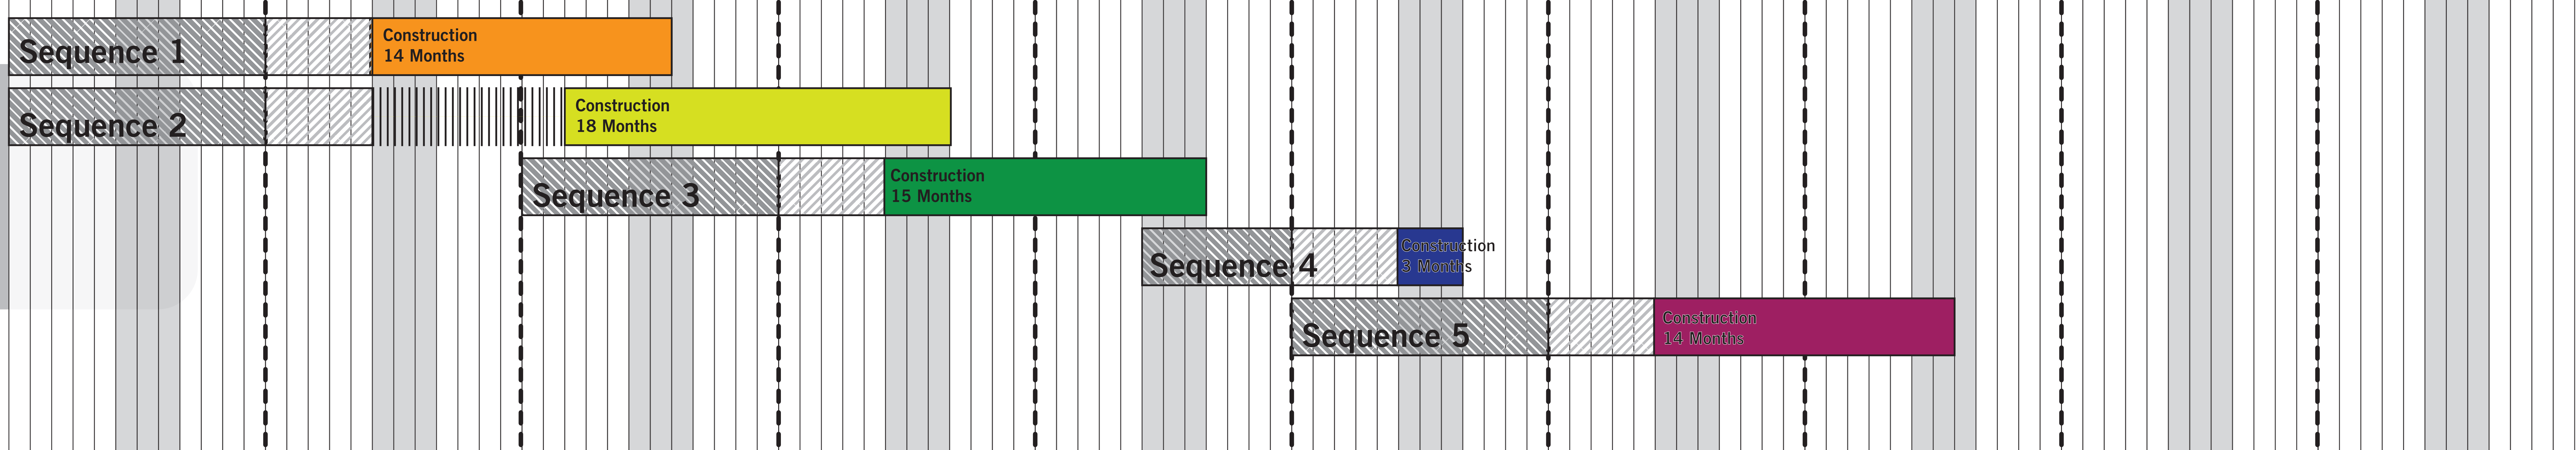 Sequence 1
Construction
14 Months
Sequence 2
Construction
18 Months
Sequence 3
Construction
15 Months
Sequence 4
Construction
3 Months
Sequence 5
Construction
14 Months